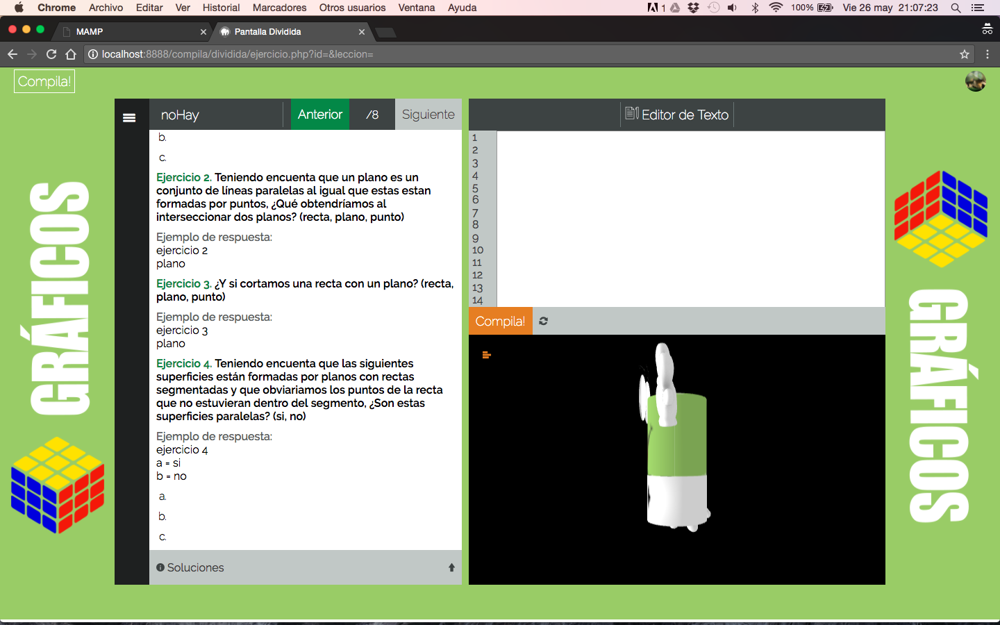 Chrome Archivo Editar Ver Historial Marcadores Otros usuarios Ventana Ayuda 1 100% Vie 26 may 21:07:23
MAMP
Pantalla Dividida
localhost:8888/compila/dividida/ejercicio.php?id=&leccion=
Compila!
GRÁFICOS
noHay
Anterior
/8
Siguiente
b.
c.
Ejercicio 2. Teniendo encuenta que un plano es un
conjunto de líneas paralelas al igual que estas estan
formadas por puntos, ¿Qué obtendríamos al
interseccionar dos planos? (recta, plano, punto)
Ejemplo de respuesta:
ejercicio 2
plano
Ejercicio 3. ¿Y si cortamos una recta con un plano? (recta,
plano, punto)
Ejemplo de respuesta:
ejercicio 3
plano
Ejercicio 4. Teniendo encuenta que las siguientes
superficies están formadas por planos con rectas
segmentadas y que obviariamos los puntos de la recta
que no estuvieran dentro del segmento, ¿Son estas
superficies paralelas? (si, no)
Ejemplo de respuesta:
ejercicio 4
a = si
b = no
a.
b.
c.
Soluciones
Editor de Texto
1
2
3
4
5
6
7
8
9
10
11
12
13
14
Compila!
GRÁFICOS